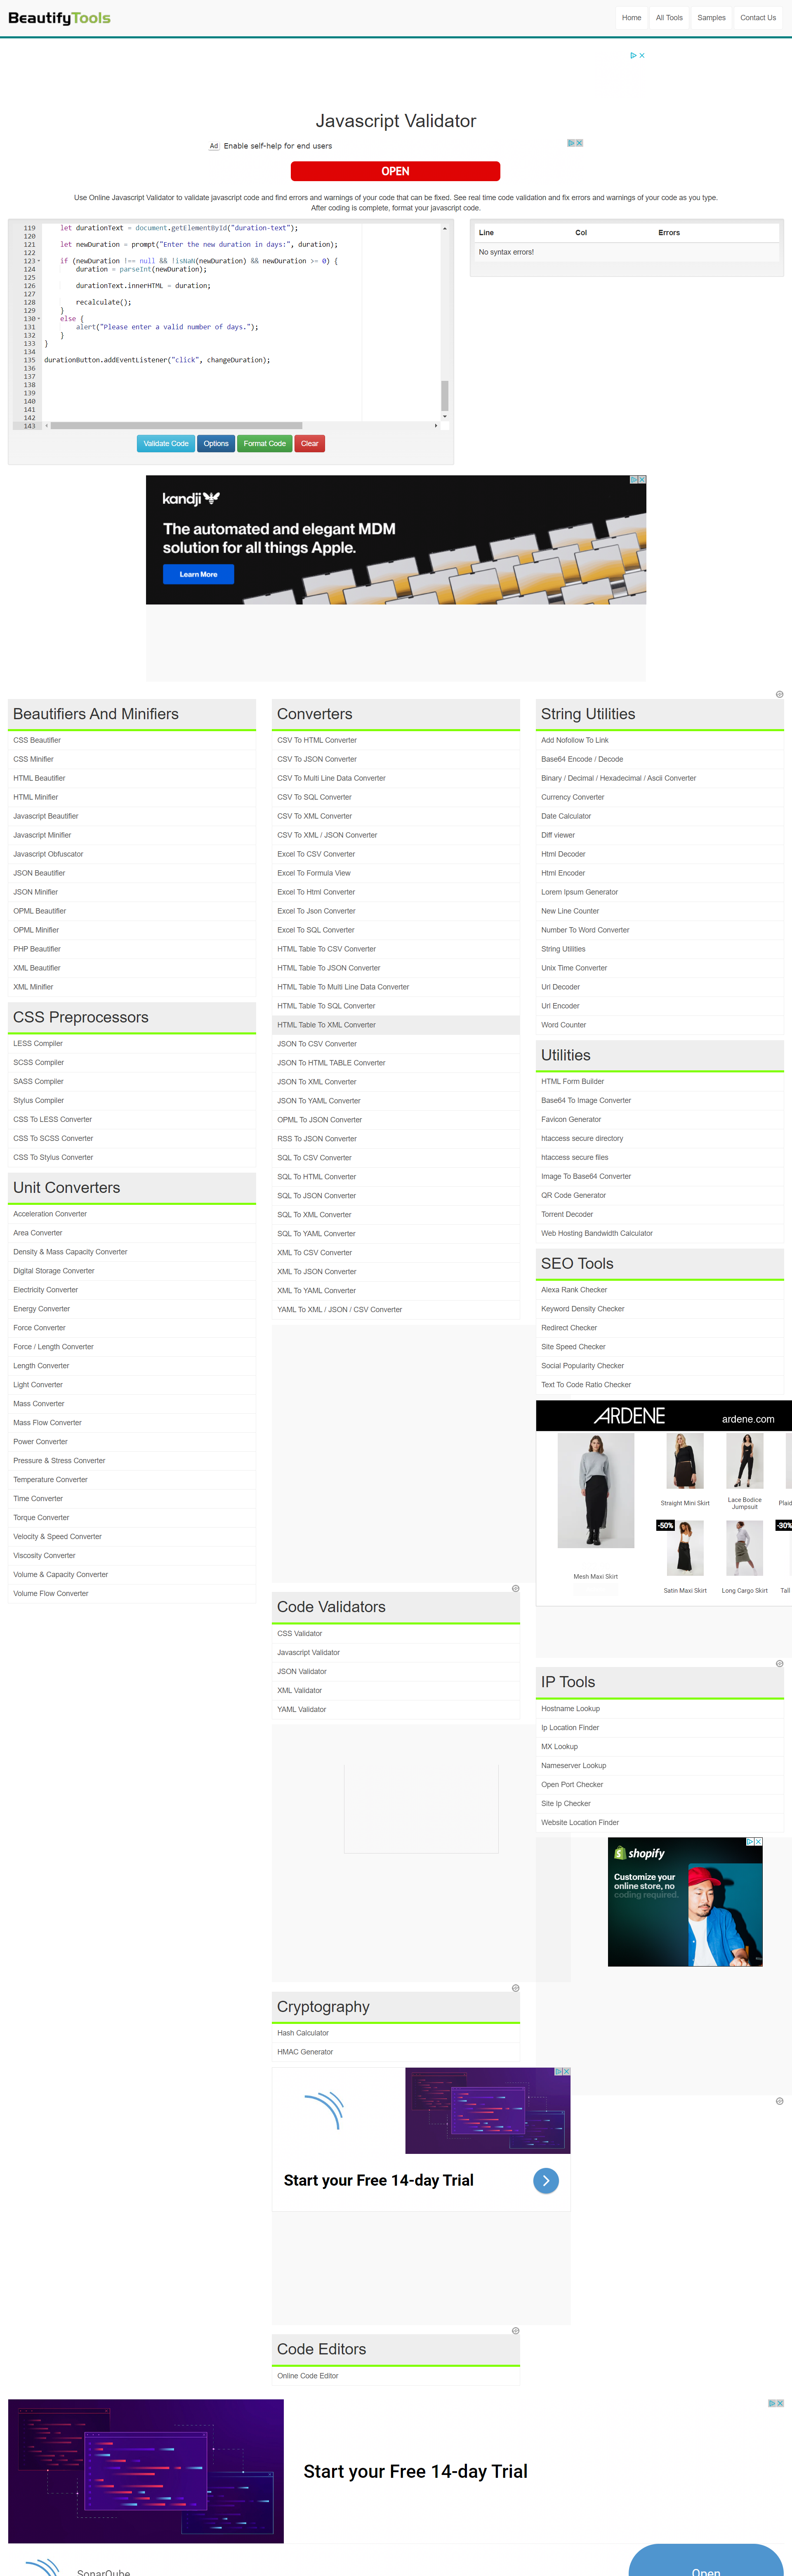 BeautifyTools
Home
All Tools
Samples
Contact Us
Javascript Validator
Ad Enable self-help for end users
OPEN
Use Online Javascript Validator to validate javascript code and find errors and warnings of your code that can be fixed. See real time code validation and fix errors and warnings of your code as you type.
After coding is complete, format your javascript code.
119 let durationText = document.getElementById("duration-text");
120
121 let newDuration = prompt("Enter the new duration in days:", duration);
122
123 if (newDuration !== null && !isNaN(newDuration) && newDuration >= 0) {
124 duration = parseInt(newDuration);
125
126 durationText.innerHTML = duration;
127
128 recalculate();
129 }
130 else {
131 alert("Please enter a valid number of days.");
132 }
133 }
134
135 durationButton.addEventListener("click", changeDuration);
136
137
138
139
140
141
142
143
Validate Code
Options
Format Code
Clear
Line Col Errors
No syntax errors!
kandji
The automated and elegant MDM
solution for all things Apple.
Learn More
Beautifiers And Minifiers
CSS Beautifier
CSS Minifier
HTML Beautifier
HTML Minifier
Javascript Beautifier
Javascript Minifier
Javascript Obfuscator
JSON Beautifier
JSON Minifier
OPML Beautifier
OPML Minifier
PHP Beautifier
XML Beautifier
XML Minifier
CSS Preprocessors
LESS Compiler
SCSS Compiler
SASS Compiler
Stylus Compiler
CSS To LESS Converter
CSS To SCSS Converter
CSS To Stylus Converter
Unit Converters
Acceleration Converter
Area Converter
Density & Mass Capacity Converter
Digital Storage Converter
Electricity Converter
Energy Converter
Force Converter
Force / Length Converter
Length Converter
Light Converter
Mass Converter
Mass Flow Converter
Power Converter
Pressure & Stress Converter
Temperature Converter
Time Converter
Torque Converter
Velocity & Speed Converter
Viscosity Converter
Volume & Capacity Converter
Volume Flow Converter
Converters
CSV To HTML Converter
CSV To JSON Converter
CSV To Multi Line Data Converter
CSV To SQL Converter
CSV To XML Converter
CSV To XML / JSON Converter
Excel To CSV Converter
Excel To Formula View
Excel To Html Converter
Excel To Json Converter
Excel To SQL Converter
HTML Table To CSV Converter
HTML Table To JSON Converter
HTML Table To Multi Line Data Converter
HTML Table To SQL Converter
HTML Table To XML Converter
JSON To CSV Converter
JSON To HTML TABLE Converter
JSON To XML Converter
JSON To YAML Converter
OPML To JSON Converter
RSS To JSON Converter
SQL To CSV Converter
SQL To HTML Converter
SQL To JSON Converter
SQL To XML Converter
SQL To YAML Converter
XML To CSV Converter
XML To JSON Converter
XML To YAML Converter
YAML To XML / JSON / CSV Converter
Code Validators
CSS Validator
Javascript Validator
JSON Validator
XML Validator
YAML Validator
Cryptography
Hash Calculator
HMAC Generator
Start your Free 14-day Trial
Code Editors
Online Code Editor
String Utilities
Add Nofollow To Link
Base64 Encode / Decode
Binary / Decimal / Hexadecimal / Ascii Converter
Currency Converter
Date Calculator
Diff viewer
Html Decoder
Html Encoder
Lorem Ipsum Generator
New Line Counter
Number To Word Converter
String Utilities
Unix Time Converter
Url Decoder
Url Encoder
Word Counter
Utilities
HTML Form Builder
Base64 To Image Converter
Favicon Generator
htaccess secure directory
htaccess secure files
Image To Base64 Converter
QR Code Generator
Torrent Decoder
Web Hosting Bandwidth Calculator
SEO Tools
Alexa Rank Checker
Keyword Density Checker
Redirect Checker
Site Speed Checker
Social Popularity Checker
Text To Code Ratio Checker
ARDENE
ardene.com
Mesh Maxi Skirt
Straight Mini Skirt
Lace Bodice
Jumpsuit
Plaid
-50%
-30%
Satin Maxi Skirt
Long Cargo Skirt
Tall
IP Tools
Hostname Lookup
Ip Location Finder
MX Lookup
Nameserver Lookup
Open Port Checker
Site Ip Checker
Website Location Finder
shopify
Customize your
online store, no
coding required.
Start your Free 14-day Trial
SonarQube
Open